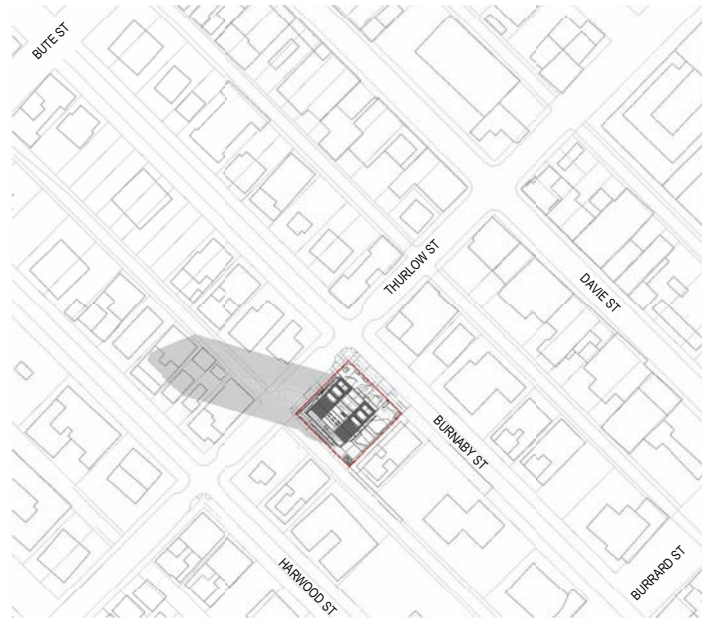 BUTE ST
THURLOW ST
DAVIE ST
BURNABY ST
HARWOOD ST
BURRARD ST